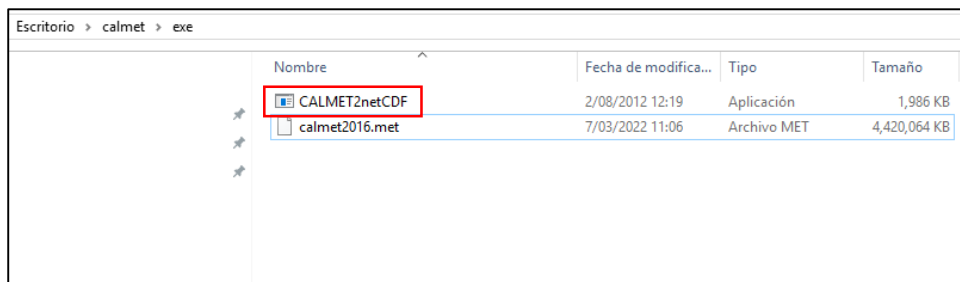 Escritorio > calmet > exe
Nombre Fecha de modifica... Tipo Tamaño
CALMET2netCDF 2/08/2012 12:19 Aplicación 1,986 KB
calmet2016.met 7/03/2022 11:06 Archivo MET 4,420,064 KB